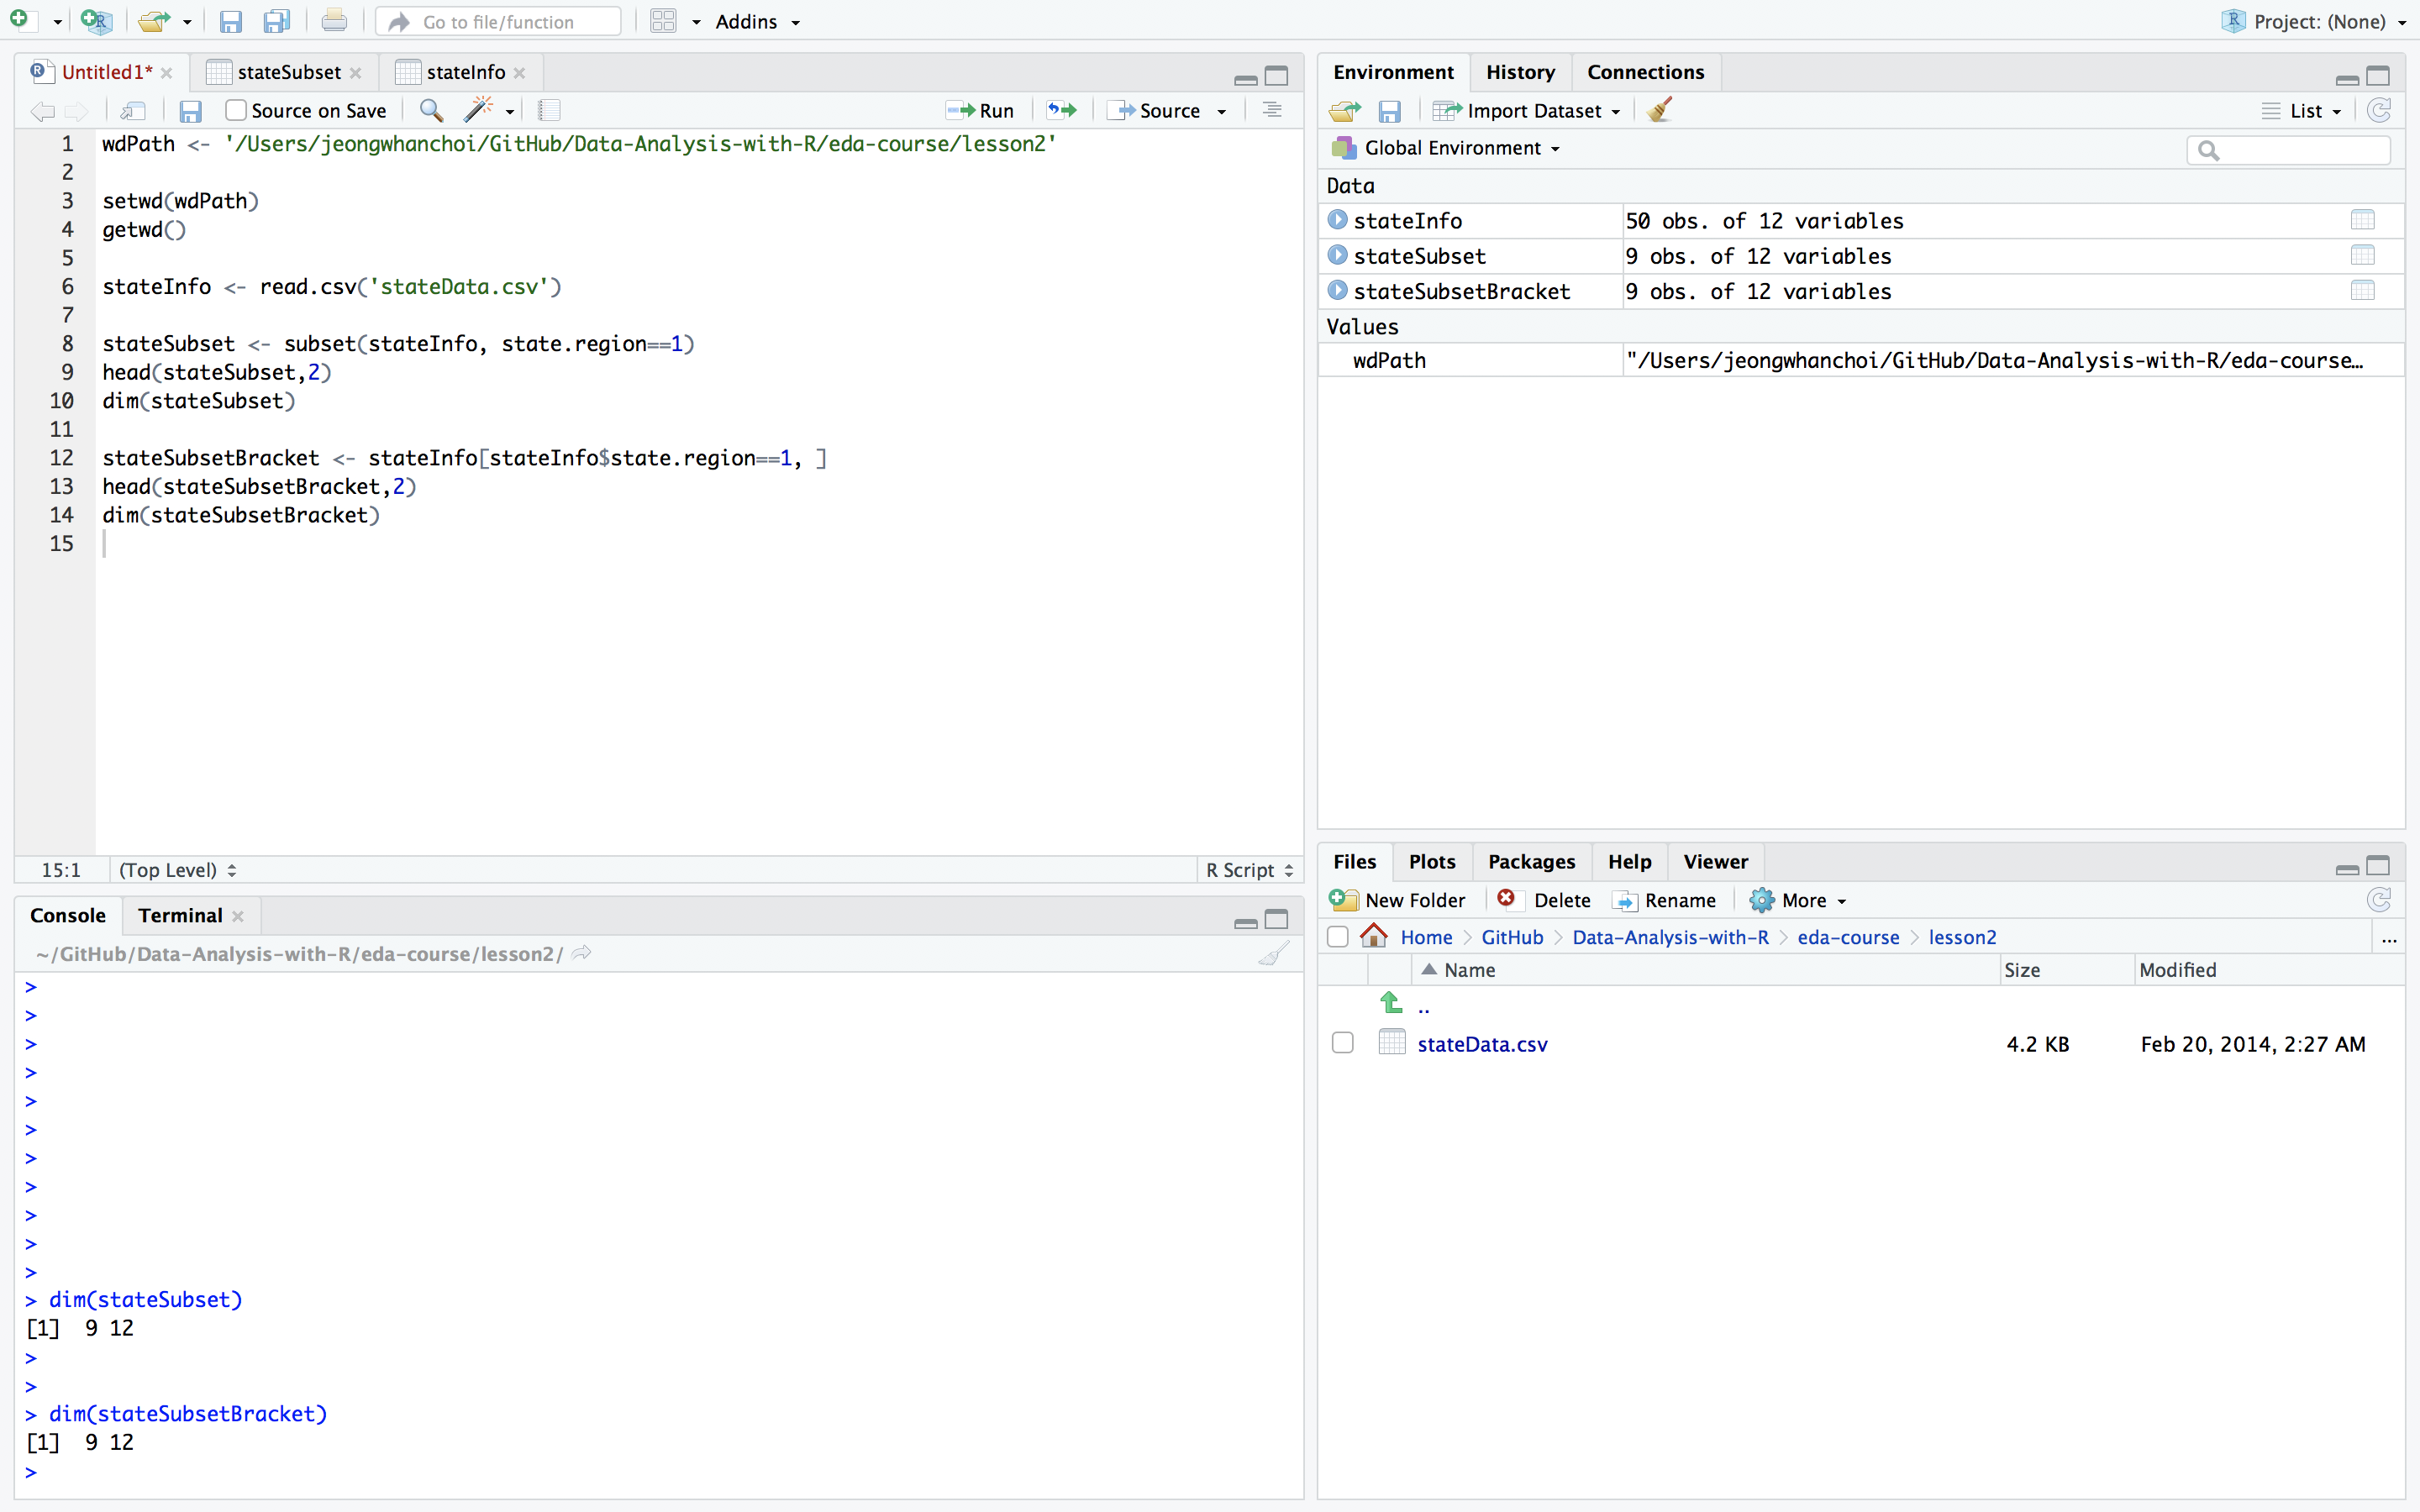 Go to file/function Addins Project: (None)
Untitled1* stateSubset stateInfo
Source on Save Run Source
1 wdPath <- '/Users/jeongwhanchoi/GitHub/Data-Analysis-with-R/eda-course/lesson2'
2
3 setwd(wdPath)
4 getwd()
5
6 stateInfo <- read.csv('stateData.csv')
7
8 stateSubset <- subset(stateInfo, state.region==1)
9 head(stateSubset,2)
10 dim(stateSubset)
11
12 stateSubsetBracket <- stateInfo[stateInfo$state.region==1, ]
13 head(stateSubsetBracket,2)
14 dim(stateSubsetBracket)
15
15:1 (Top Level) R Script
Console Terminal
~/GitHub/Data-Analysis-with-R/eda-course/lesson2/
>
>
>
>
>
>
>
>
>
>
>
> dim(stateSubset)
[1]  9 12
>
>
> dim(stateSubsetBracket)
[1]  9 12
>
Environment History Connections
Import Dataset List
Global Environment
Data
stateInfo 50 obs. of 12 variables
stateSubset 9 obs. of 12 variables
stateSubsetBracket 9 obs. of 12 variables
Values
wdPath "/Users/jeongwhanchoi/GitHub/Data-Analysis-with-R/eda-course…
Files Plots Packages Help Viewer
New Folder Delete Rename More
Home GitHub Data-Analysis-with-R eda-course lesson2 ...
Name Size Modified
..
stateData.csv 4.2 KB Feb 20, 2014, 2:27 AM